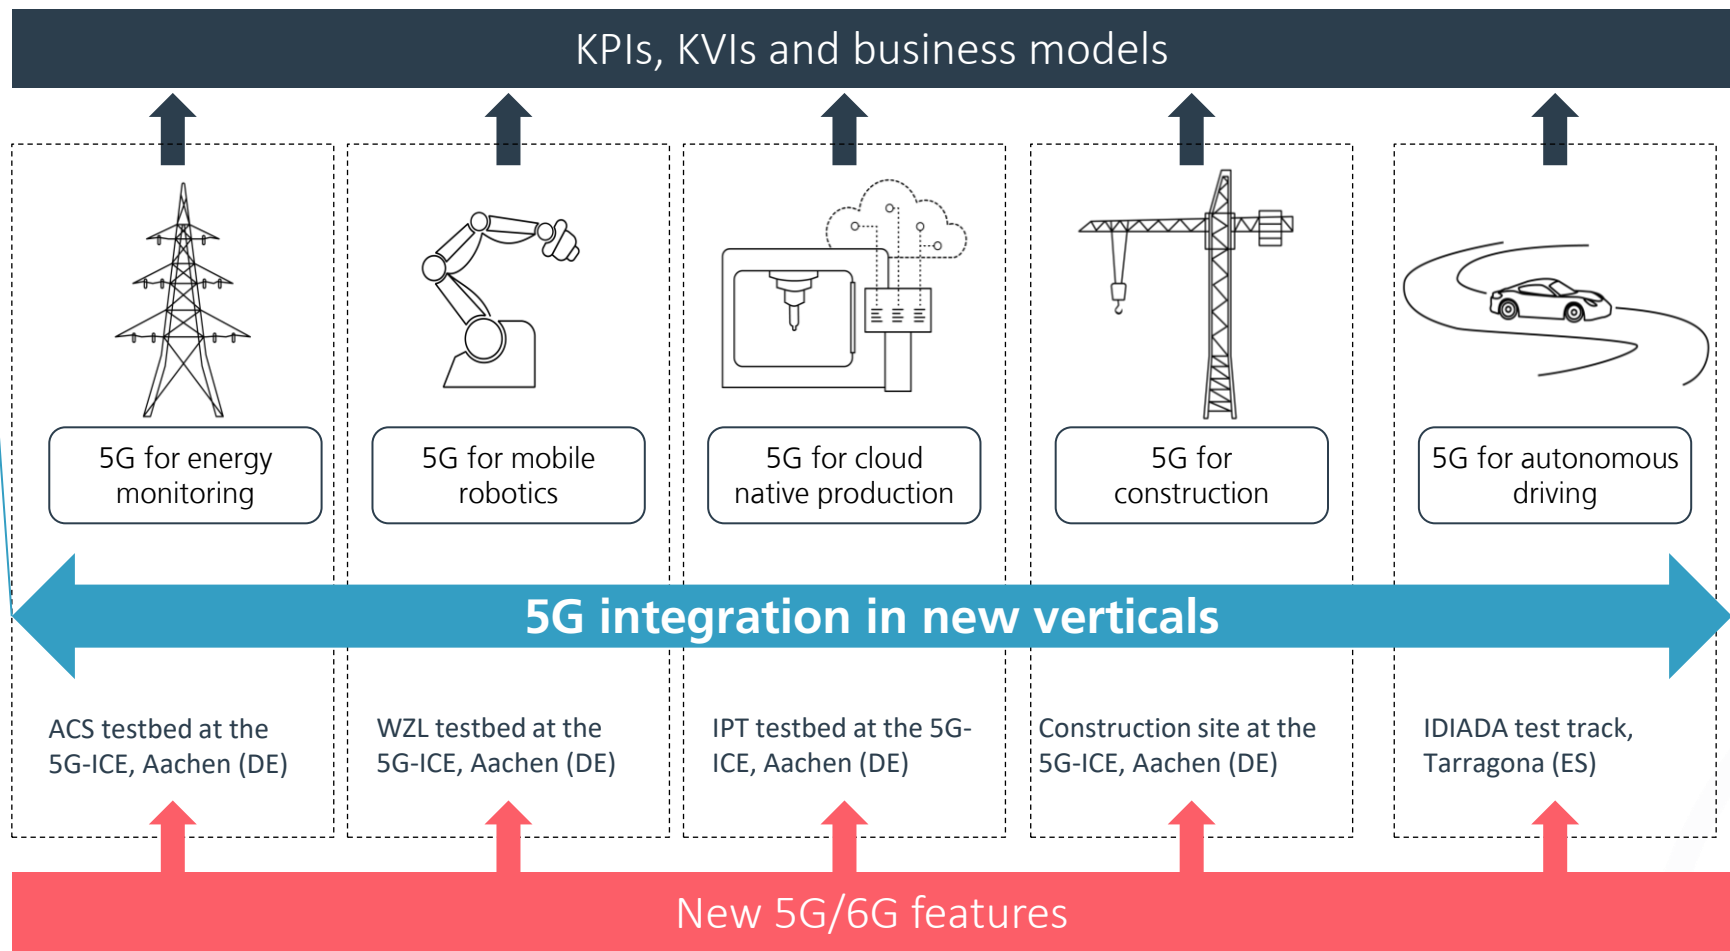 KPIs, KVIs and business models
5G for energy
monitoring
5G for mobile
robotics
5G for cloud
native production
5G for
construction
5G for autonomous
driving
5G integration in new verticals
ACS testbed at the
5G-ICE, Aachen (DE)
WZL testbed at the
5G-ICE, Aachen (DE)
IPT testbed at the 5G-
ICE, Aachen (DE)
Construction site at the
5G-ICE, Aachen (DE)
IDIADA test track,
Tarragona (ES)
New 5G/6G features